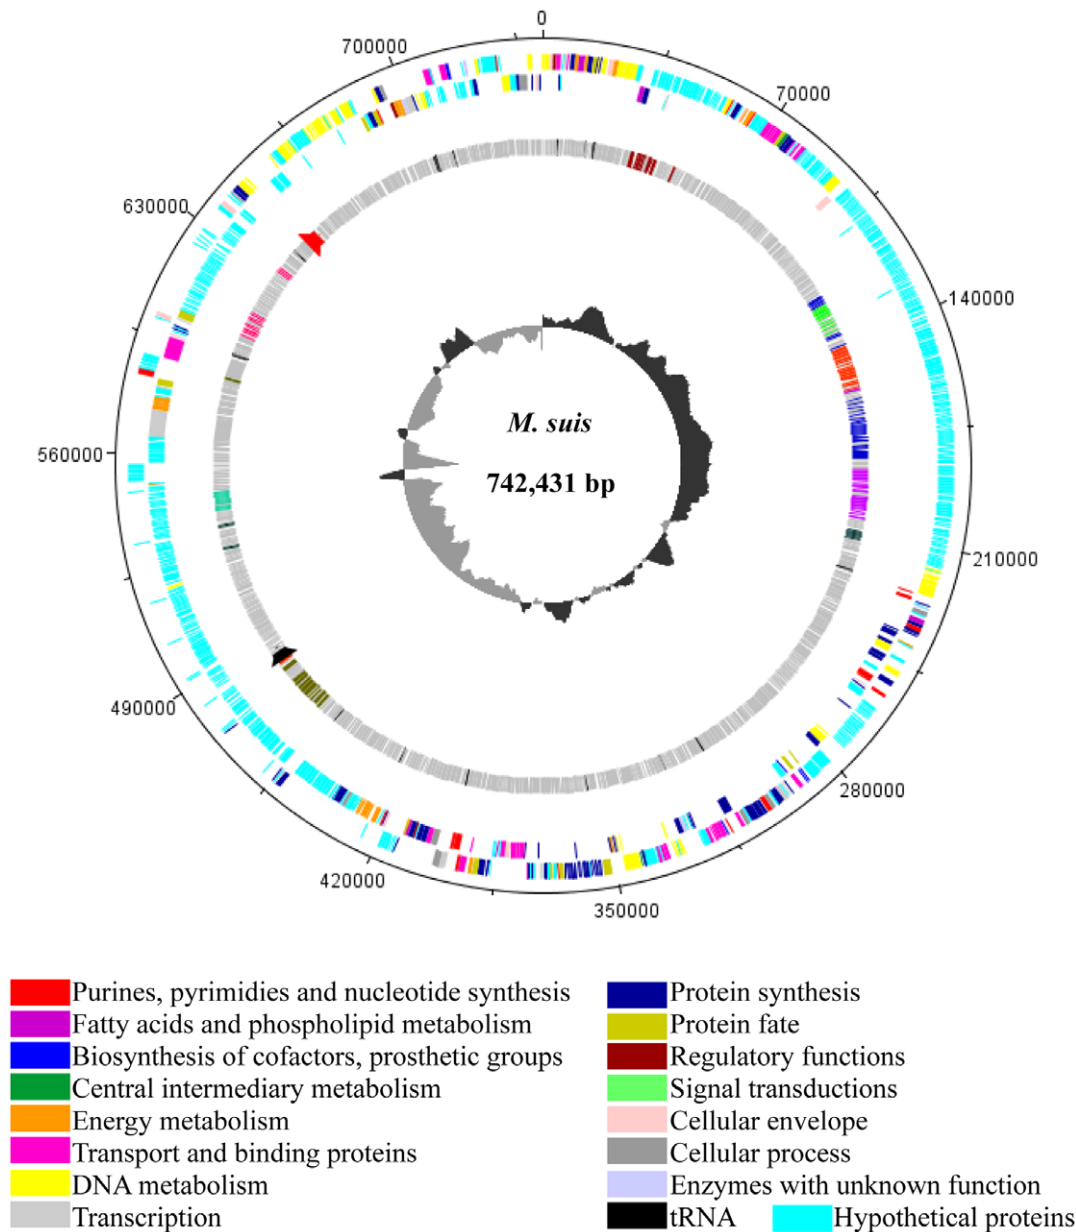 0
700000
70000
630000
140000
M. suis
560000
742,431 bp
210000
490000
280000
420000
350000
Purines, pyrimidies and nucleotide synthesis
Fatty acids and phospholipid metabolism
Biosynthesis of cofactors, prosthetic groups
Central intermediary metabolism
Energy metabolism
Transport and binding proteins
DNA metabolism
Transcription
Protein synthesis
Protein fate
Regulatory functions
Signal transductions
Cellular envelope
Cellular process
Enzymes with unknown function
tRNA
Hypothetical proteins